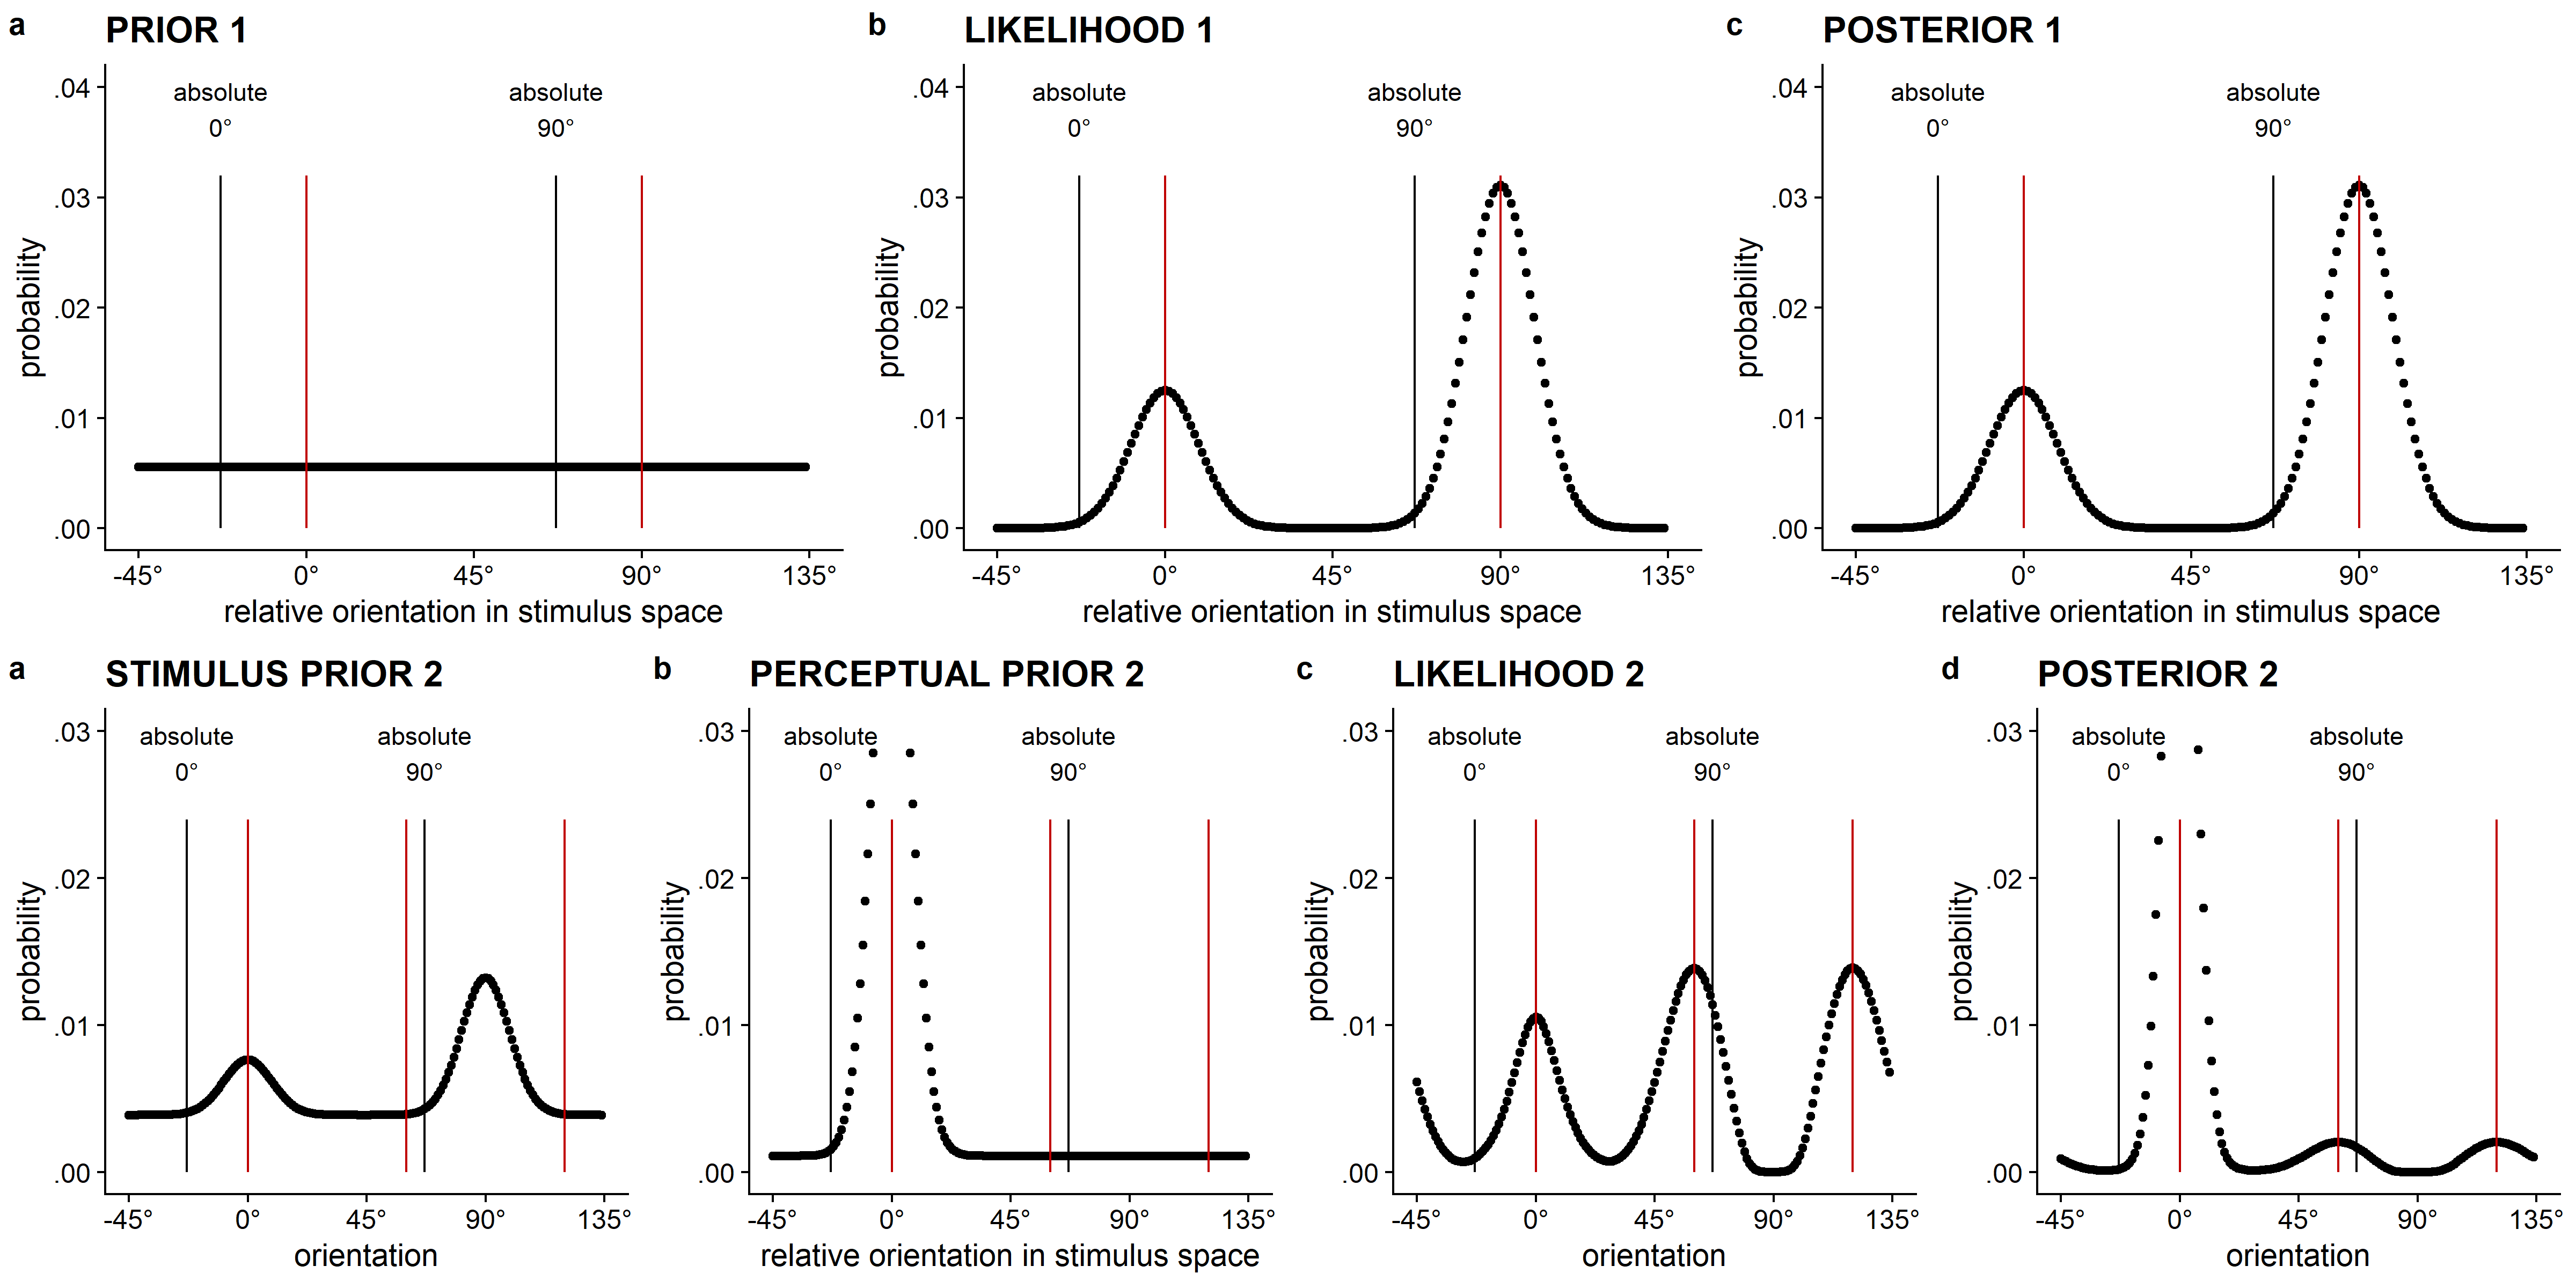 a PRIOR 1
.04
.03
.02
.01
.00
absolute
0°
absolute
90°
probability
-45° 0° 45° 90° 135°
relative orientation in stimulus space
b LIKELIHOOD 1
.04
.03
.02
.01
.00
absolute
0°
absolute
90°
probability
-45° 0° 45° 90° 135°
relative orientation in stimulus space
c POSTERIOR 1
.04
.03
.02
.01
.00
absolute
0°
absolute
90°
probability
-45° 0° 45° 90° 135°
relative orientation in stimulus space
a STIMULUS PRIOR 2
.03
.02
.01
.00
absolute
0°
absolute
90°
probability
-45° 0° 45° 90° 135°
orientation
b PERCEPTUAL PRIOR 2
.03
.02
.01
.00
absolute
0°
absolute
90°
probability
-45° 0° 45° 90° 135°
relative orientation in stimulus space
c LIKELIHOOD 2
.03
.02
.01
.00
absolute
0°
absolute
90°
probability
-45° 0° 45° 90° 135°
orientation
d POSTERIOR 2
.03
.02
.01
.00
absolute
0°
absolute
90°
probability
-45° 0° 45° 90° 135°
orientation